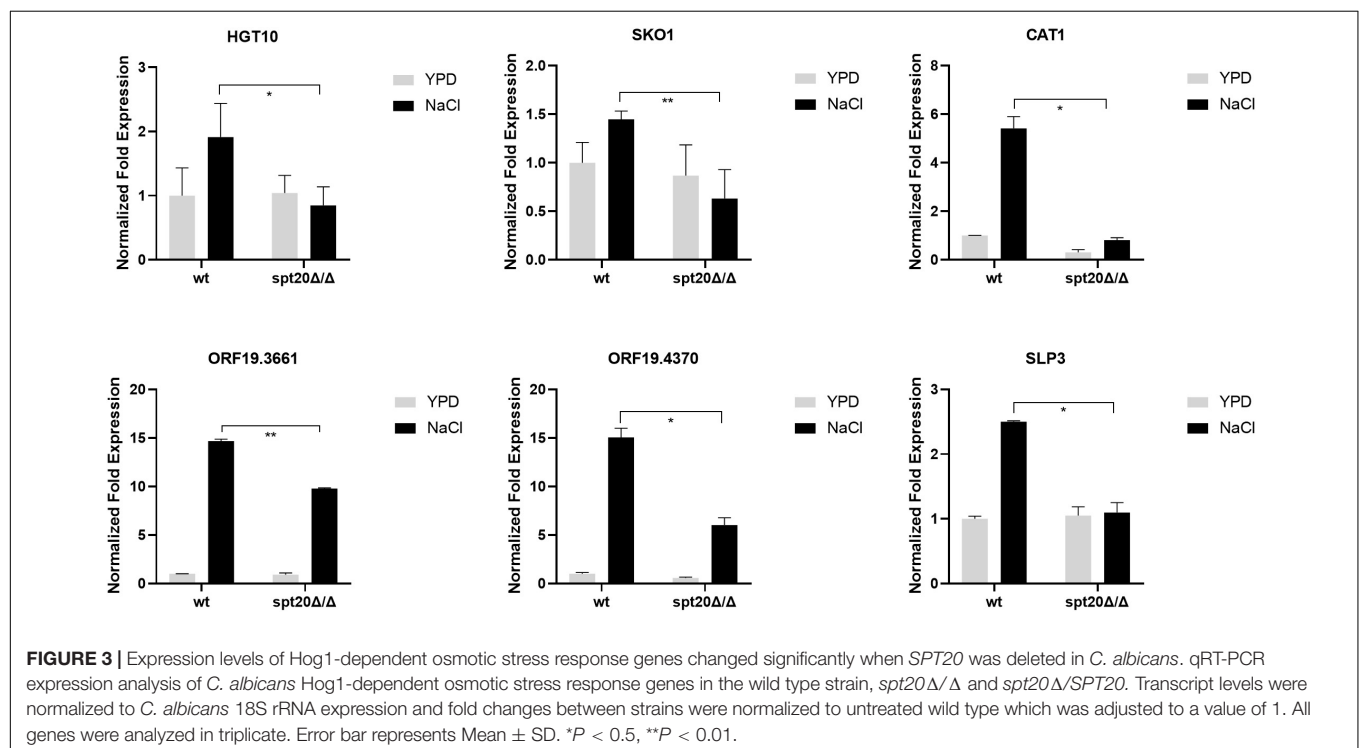 HGT10
Normalized Fold Expression
3
2
1
0
*
wt
spt20Δ/Δ
YPD
NaCl
SKO1
Normalized Fold Expression
2.0
1.5
1.0
0.5
0.0
**
wt
spt20Δ/Δ
YPD
NaCl
CAT1
Normalized Fold Expression
8
6
4
2
0
*
wt
spt20Δ/Δ
YPD
NaCl
ORF19.3661
Normalized Fold Expression
20
15
10
5
0
**
wt
spt20Δ/Δ
YPD
NaCl
ORF19.4370
Normalized Fold Expression
20
15
10
5
0
*
wt
spt20Δ/Δ
YPD
NaCl
SLP3
Normalized Fold Expression
3
2
1
0
*
wt
spt20Δ/Δ
YPD
NaCl
FIGURE 3 | Expression levels of Hog1-dependent osmotic stress response genes changed significantly when SPT20 was deleted in C. albicans. qRT-PCR
expression analysis of C. albicans Hog1-dependent osmotic stress response genes in the wild type strain, spt20Δ/Δ and spt20Δ/SPT20. Transcript levels were
normalized to C. albicans 18S rRNA expression and fold changes between strains were normalized to untreated wild type which was adjusted to a value of 1. All
genes were analyzed in triplicate. Error bar represents Mean ± SD. *P < 0.5, **P < 0.01.